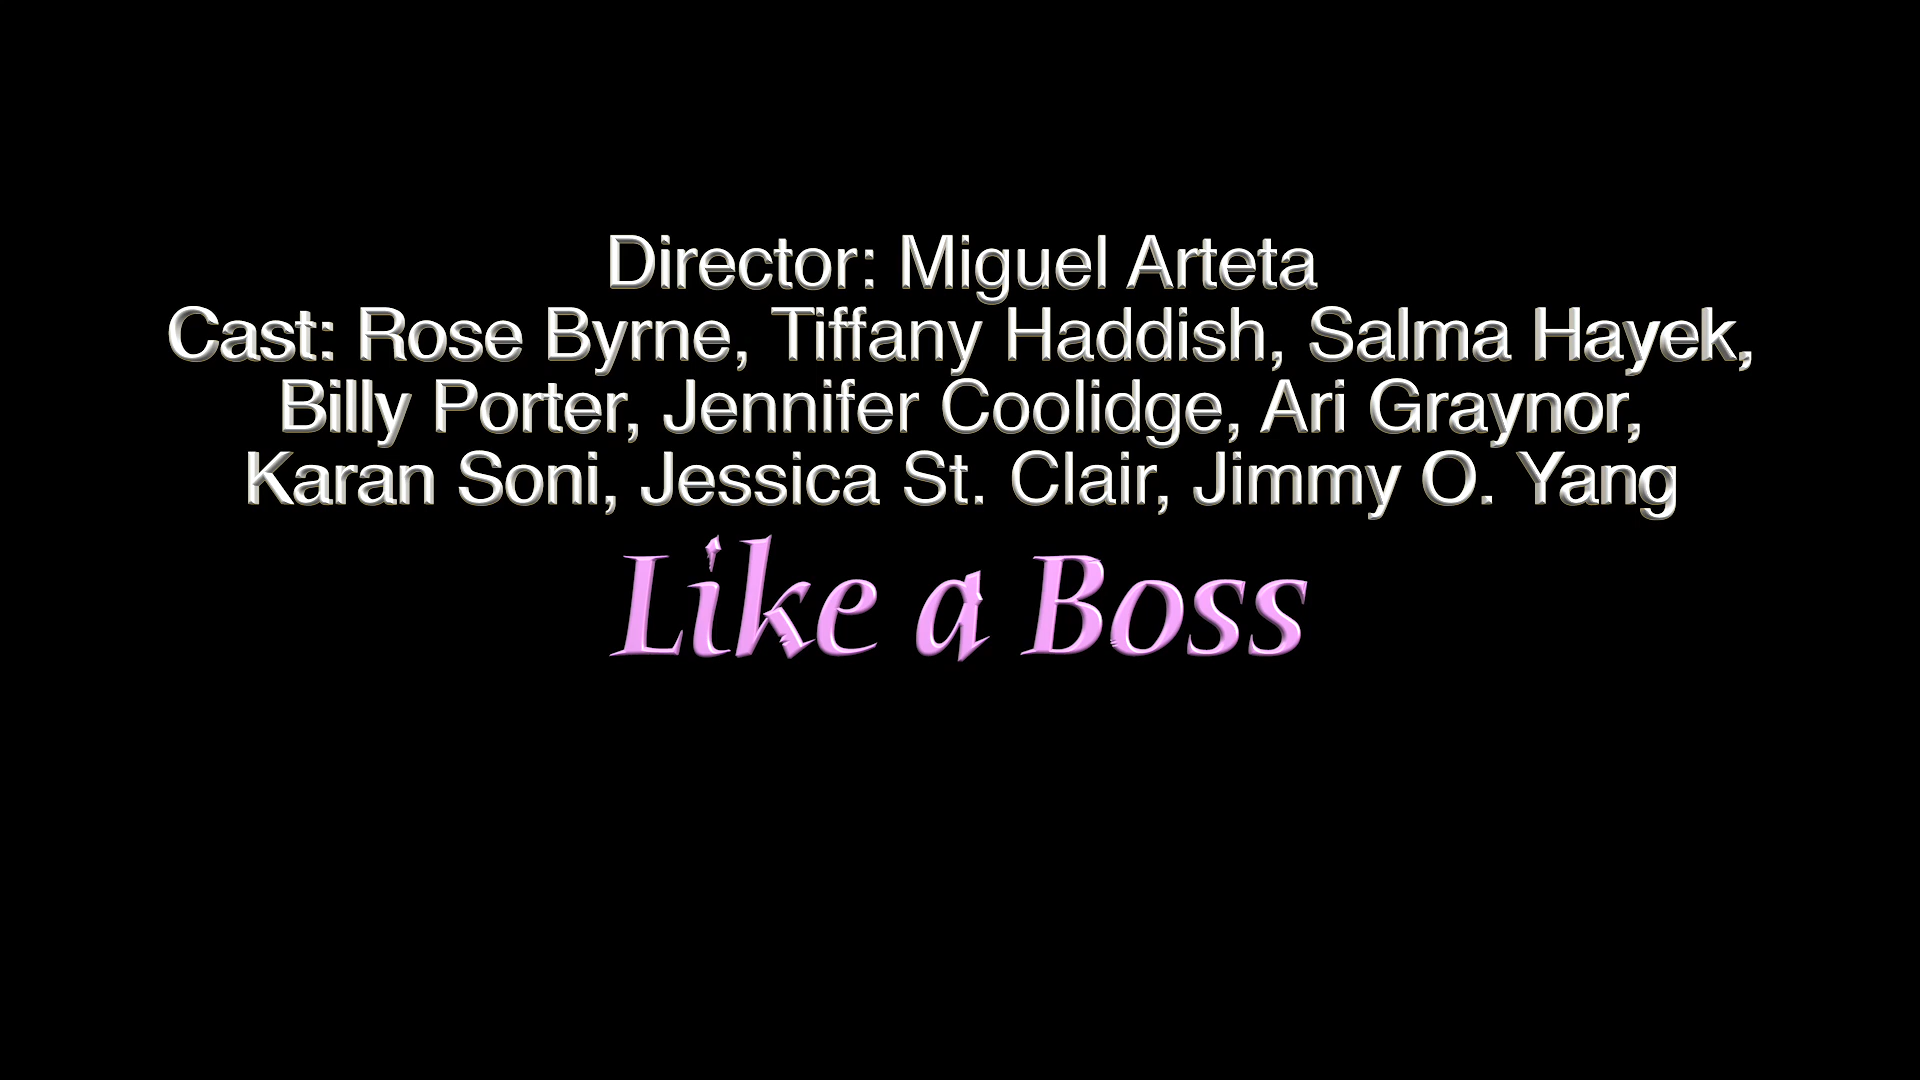 Director: Miguel Arteta
Cast: Rose Byrne, Tiffany Haddish, Salma Hayek,
Billy Porter, Jennifer Coolidge, Ari Graynor,
Karan Soni, Jessica St. Clair, Jimmy O. Yang
Like a Boss